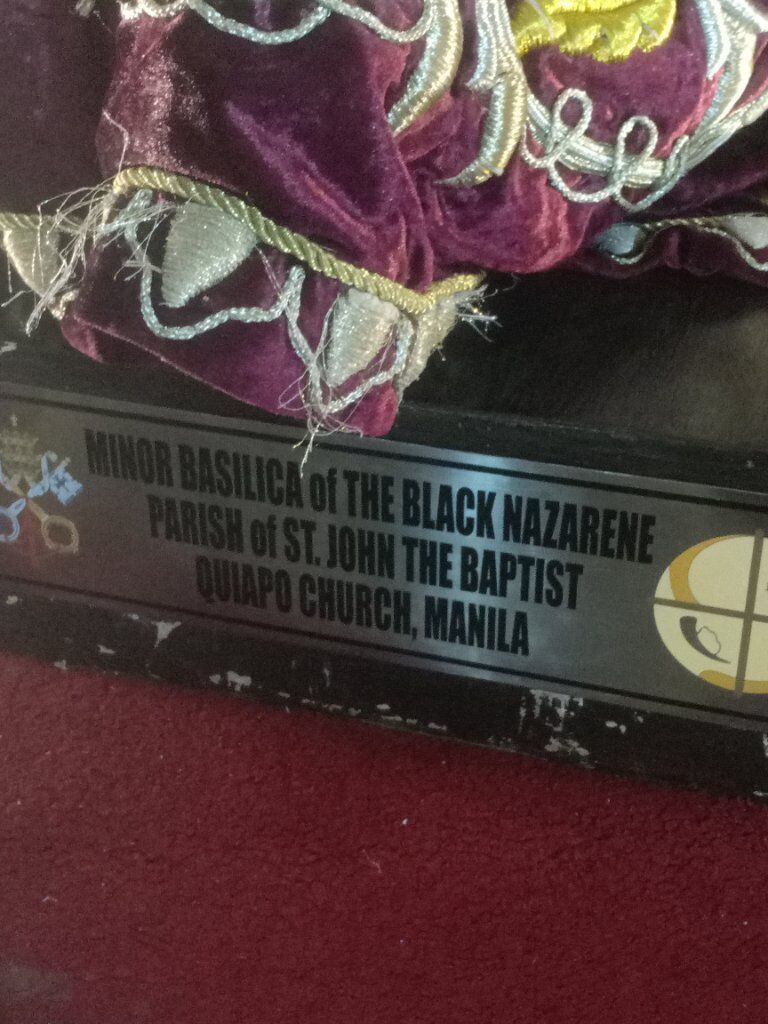 MINOR BASILICA of THE BLACK NAZARENE
PARISH of ST. JOHN THE BAPTIST
QUIAPO CHURCH, MANILA